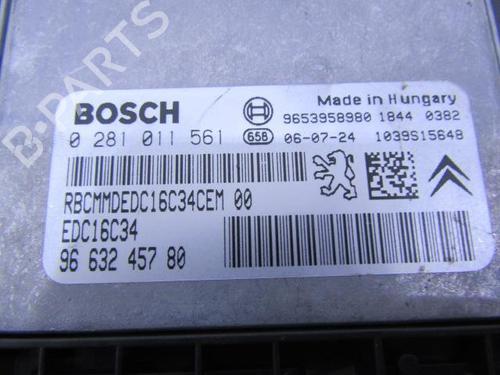 B-PARTS
BOSCH
Made in Hungary
9653958980 1844 0382
0 281 011 561
658
06-07-24 1039S15648
RBCMMDEDC16C34CEM 00
EDC16C34
96 632 457 80